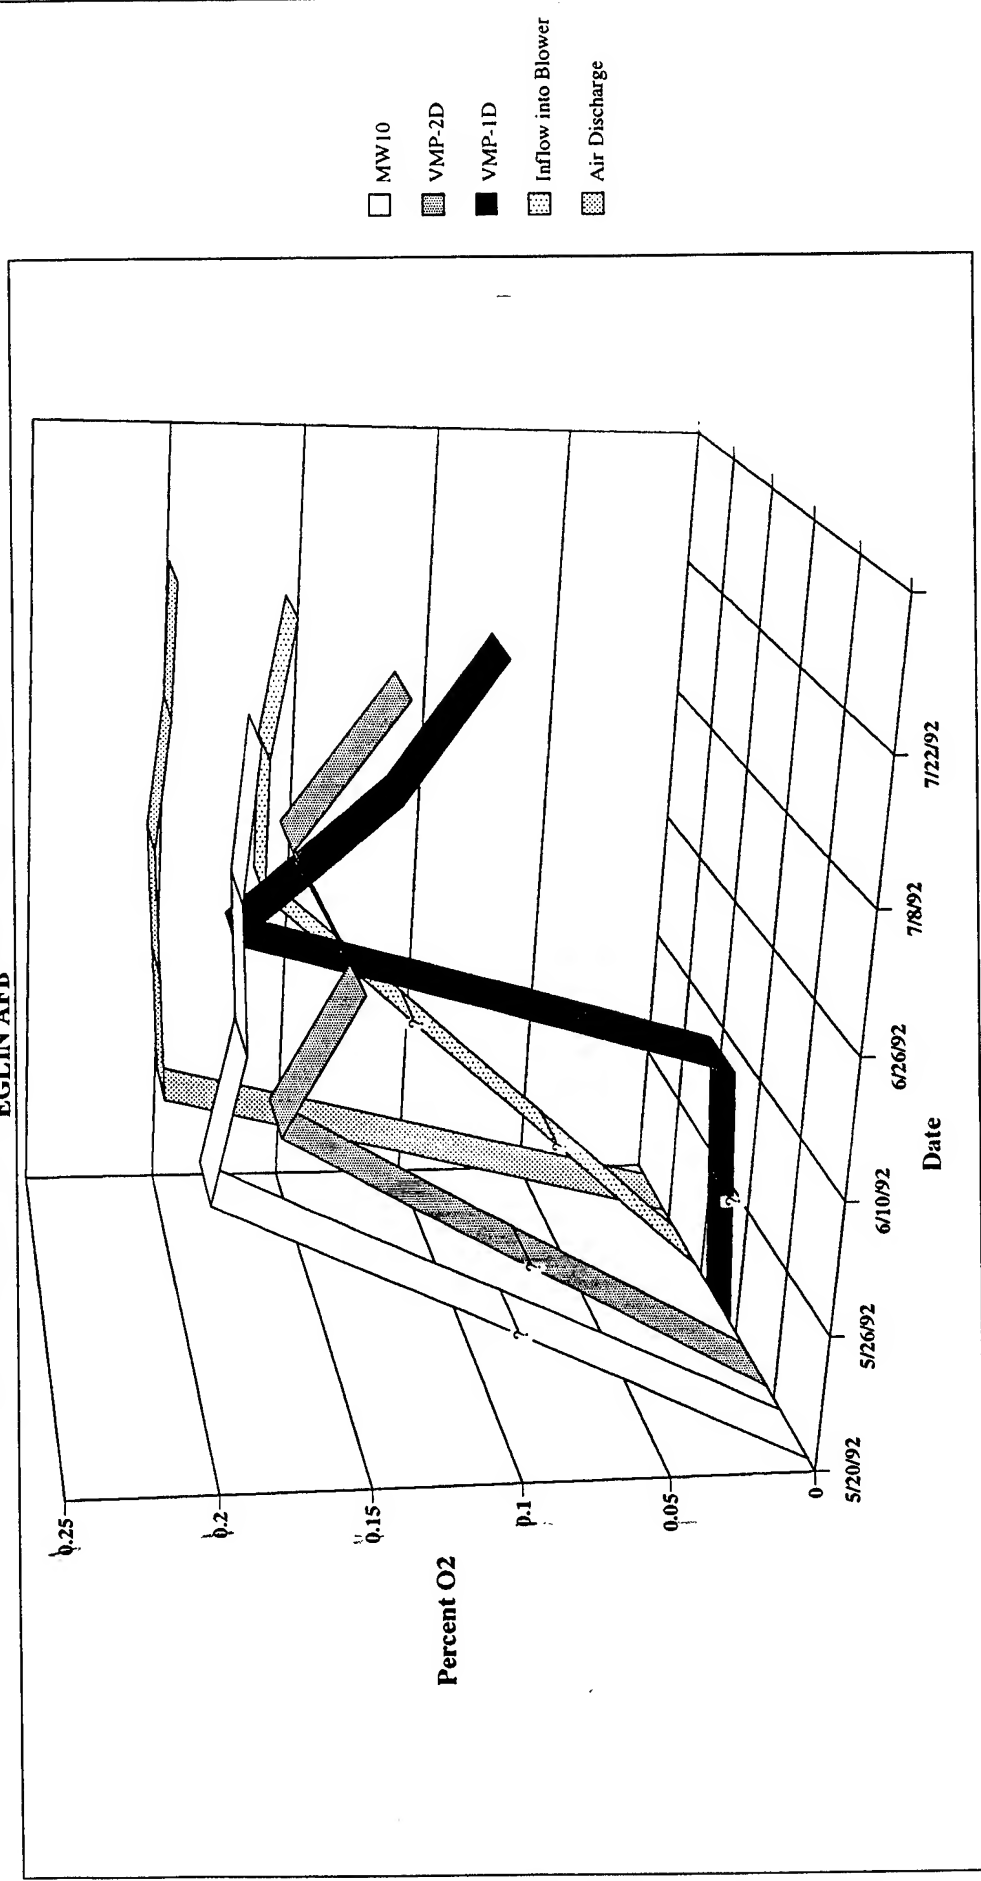 EGLIN AFB
0.25
0.2
0.15
0.1
0.05
0
Percent O2
5/20/92
5/26/92
6/10/92
6/26/92
7/8/92
7/22/92
Date
?
?
?
?
?
MW10
VMP-2D
VMP-1D
Inflow into Blower
Air Discharge